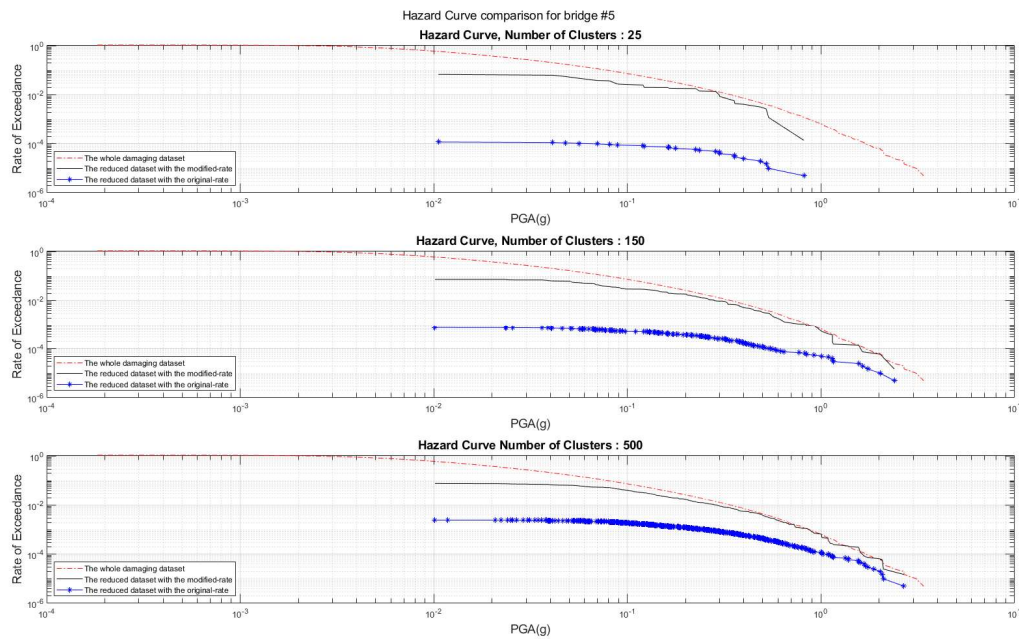 Hazard Curve comparison for bridge #5
Hazard Curve, Number of Clusters : 25
Rate of Exceedance
10^0
10^-2
10^-4
10^-6
The whole damaging dataset
The reduced dataset with the modified-rate
The reduced dataset with the original-rate
10^-4 10^-3 10^-2 10^-1 10^0 10^1
PGA(g)
Hazard Curve, Number of Clusters : 150
Rate of Exceedance
10^0
10^-2
10^-4
10^-6
The whole damaging dataset
The reduced dataset with the modified-rate
The reduced dataset with the original-rate
10^-4 10^-3 10^-2 10^-1 10^0 10^1
PGA(g)
Hazard Curve Number of Clusters : 500
Rate of Exceedance
10^0
10^-2
10^-4
10^-6
The whole damaging dataset
The reduced dataset with the modified-rate
The reduced dataset with the original-rate
10^-4 10^-3 10^-2 10^-1 10^0 10^1
PGA(g)